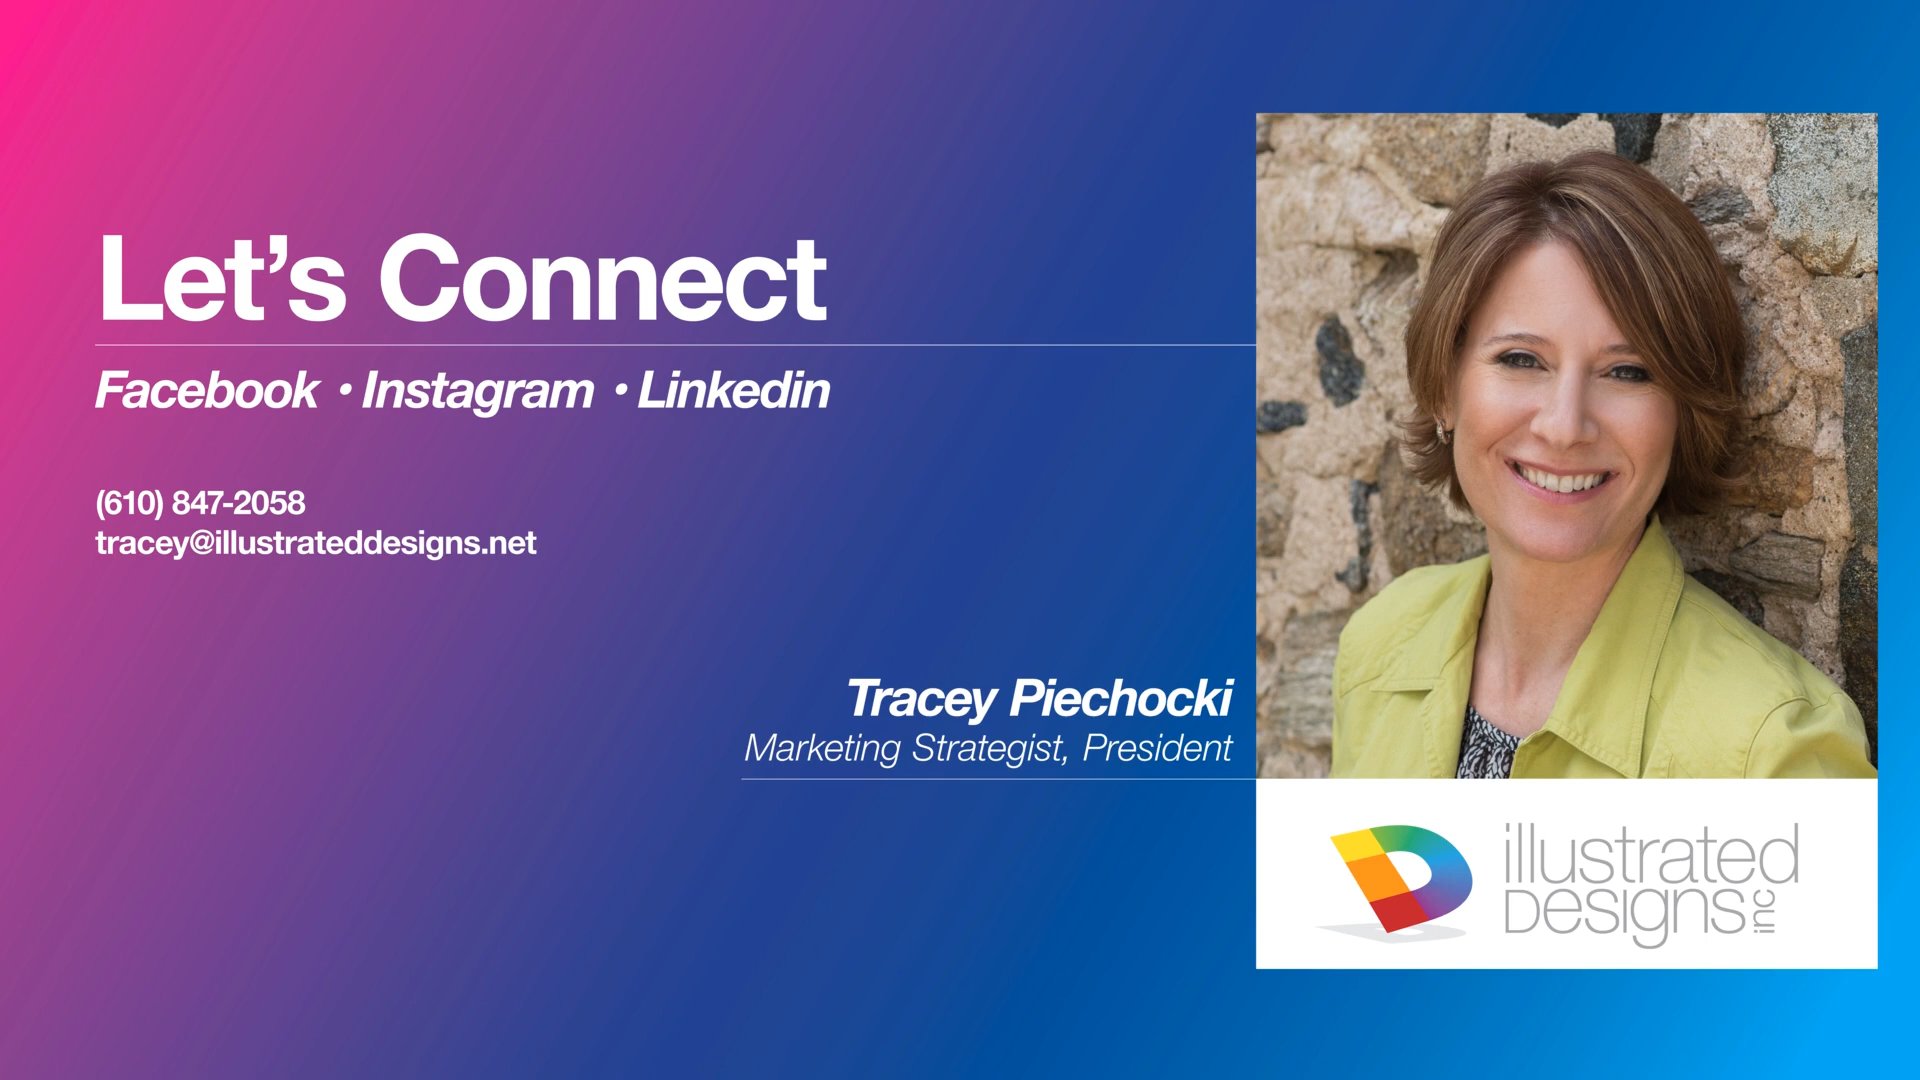 Let’s Connect
Facebook • Instagram • Linkedin
(610) 847-2058
tracey@illustrateddesigns.net
Tracey Piechocki
Marketing Strategist, President
illustrated
Designs inc